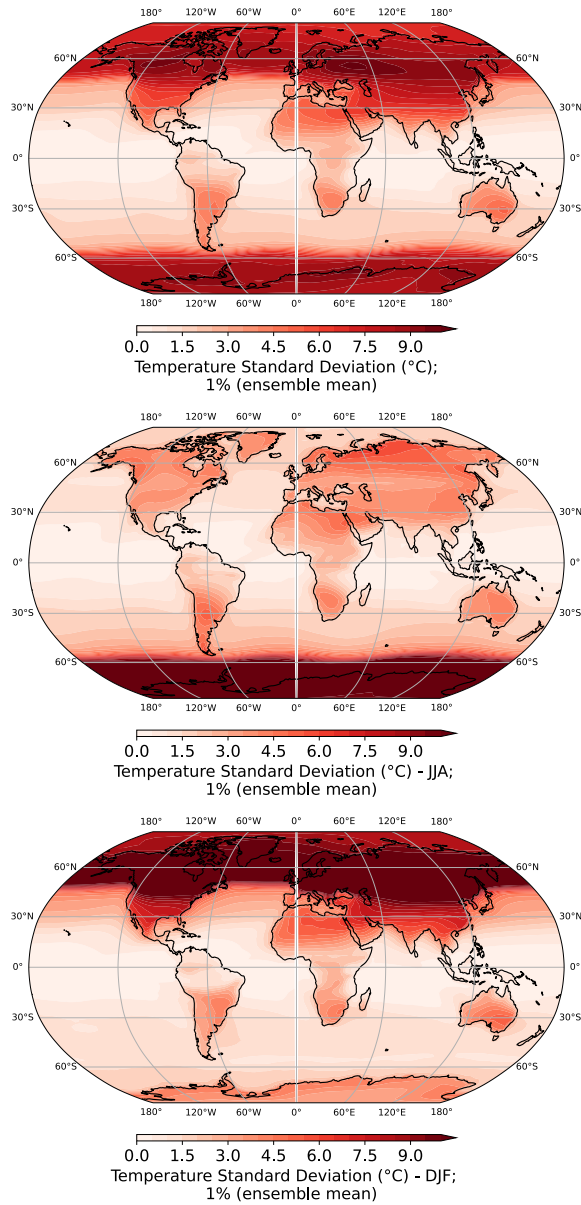 180° 120°W 60°W 0° 60°E 120°E 180°
60°N 60°N
30°N 30°N
0° 0°
30°S 30°S
60°S 60°S
180° 120°W 60°W 0° 60°E 120°E 180°
0.0 1.5 3.0 4.5 6.0 7.5 9.0
Temperature Standard Deviation (°C);
1% (ensemble mean)
180° 120°W 60°W 0° 60°E 120°E 180°
60°N 60°N
30°N 30°N
0° 0°
30°S 30°S
60°S 60°S
180° 120°W 60°W 0° 60°E 120°E 180°
0.0 1.5 3.0 4.5 6.0 7.5 9.0
Temperature Standard Deviation (°C) - JJA;
1% (ensemble mean)
180° 120°W 60°W 0° 60°E 120°E 180°
60°N 60°N
30°N 30°N
0° 0°
30°S 30°S
60°S 60°S
180° 120°W 60°W 0° 60°E 120°E 180°
0.0 1.5 3.0 4.5 6.0 7.5 9.0
Temperature Standard Deviation (°C) - DJF;
1% (ensemble mean)